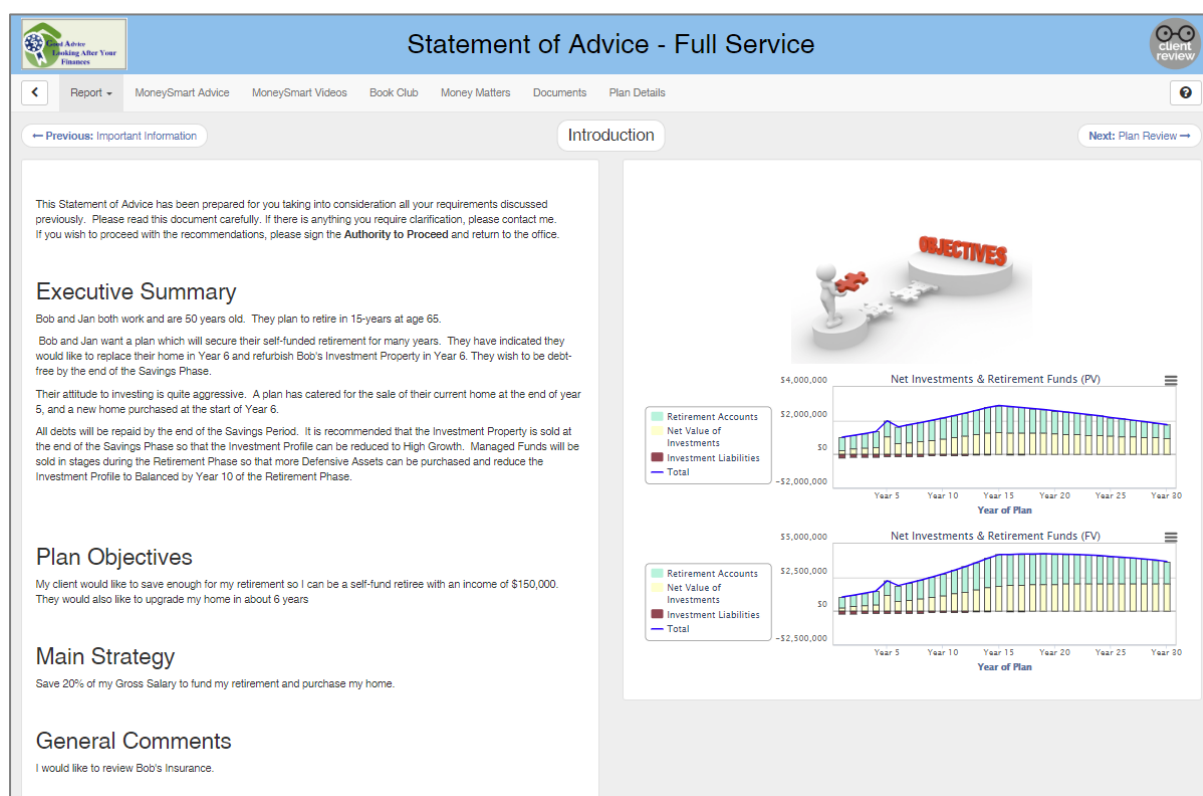 Good Advice
Looking After Your
Finances
Statement of Advice - Full Service
client
review
Report
MoneySmart Advice
MoneySmart Videos
Book Club
Money Matters
Documents
Plan Details
← Previous: Important Information
Introduction
Next: Plan Review →
This Statement of Advice has been prepared for you taking into consideration all your requirements discussed
previously. Please read this document carefully. If there is anything you require clarification, please contact me.
If you wish to proceed with the recommendations, please sign the Authority to Proceed and return to the office.
Executive Summary
Bob and Jan both work and are 50 years old. They plan to retire in 15-years at age 65.
Bob and Jan want a plan which will secure their self-funded retirement for many years. They have indicated they
would like to replace their home in Year 6 and refurbish Bob's Investment Property in Year 6. They wish to be debt-
free by the end of the Savings Phase.
Their attitude to investing is quite aggressive. A plan has catered for the sale of their current home at the end of year
5, and a new home purchased at the start of Year 6.
All debts will be repaid by the end of the Savings Period. It is recommended that the Investment Property is sold at
the end of the Savings Phase so that the Investment Profile can be reduced to High Growth. Managed Funds will be
sold in stages during the Retirement Phase so that more Defensive Assets can be purchased and reduce the
Investment Profile to Balanced by Year 10 of the Retirement Phase.
Plan Objectives
My client would like to save enough for my retirement so I can be a self-fund retiree with an income of $150,000.
They would also like to upgrade my home in about 6 years
Main Strategy
Save 20% of my Gross Salary to fund my retirement and purchase my home.
General Comments
I would like to review Bob's Insurance.
OBJECTIVES
Net Investments & Retirement Funds (PV)
$4,000,000
$2,000,000
$0
-$2,000,000
Retirement Accounts
Net Value of
Investments
Investment Liabilities
Total
Year 5
Year 10
Year 15
Year 20
Year 25
Year 30
Year of Plan
Net Investments & Retirement Funds (FV)
$5,000,000
$2,500,000
$0
-$2,500,000
Retirement Accounts
Net Value of
Investments
Investment Liabilities
Total
Year 5
Year 10
Year 15
Year 20
Year 25
Year 30
Year of Plan